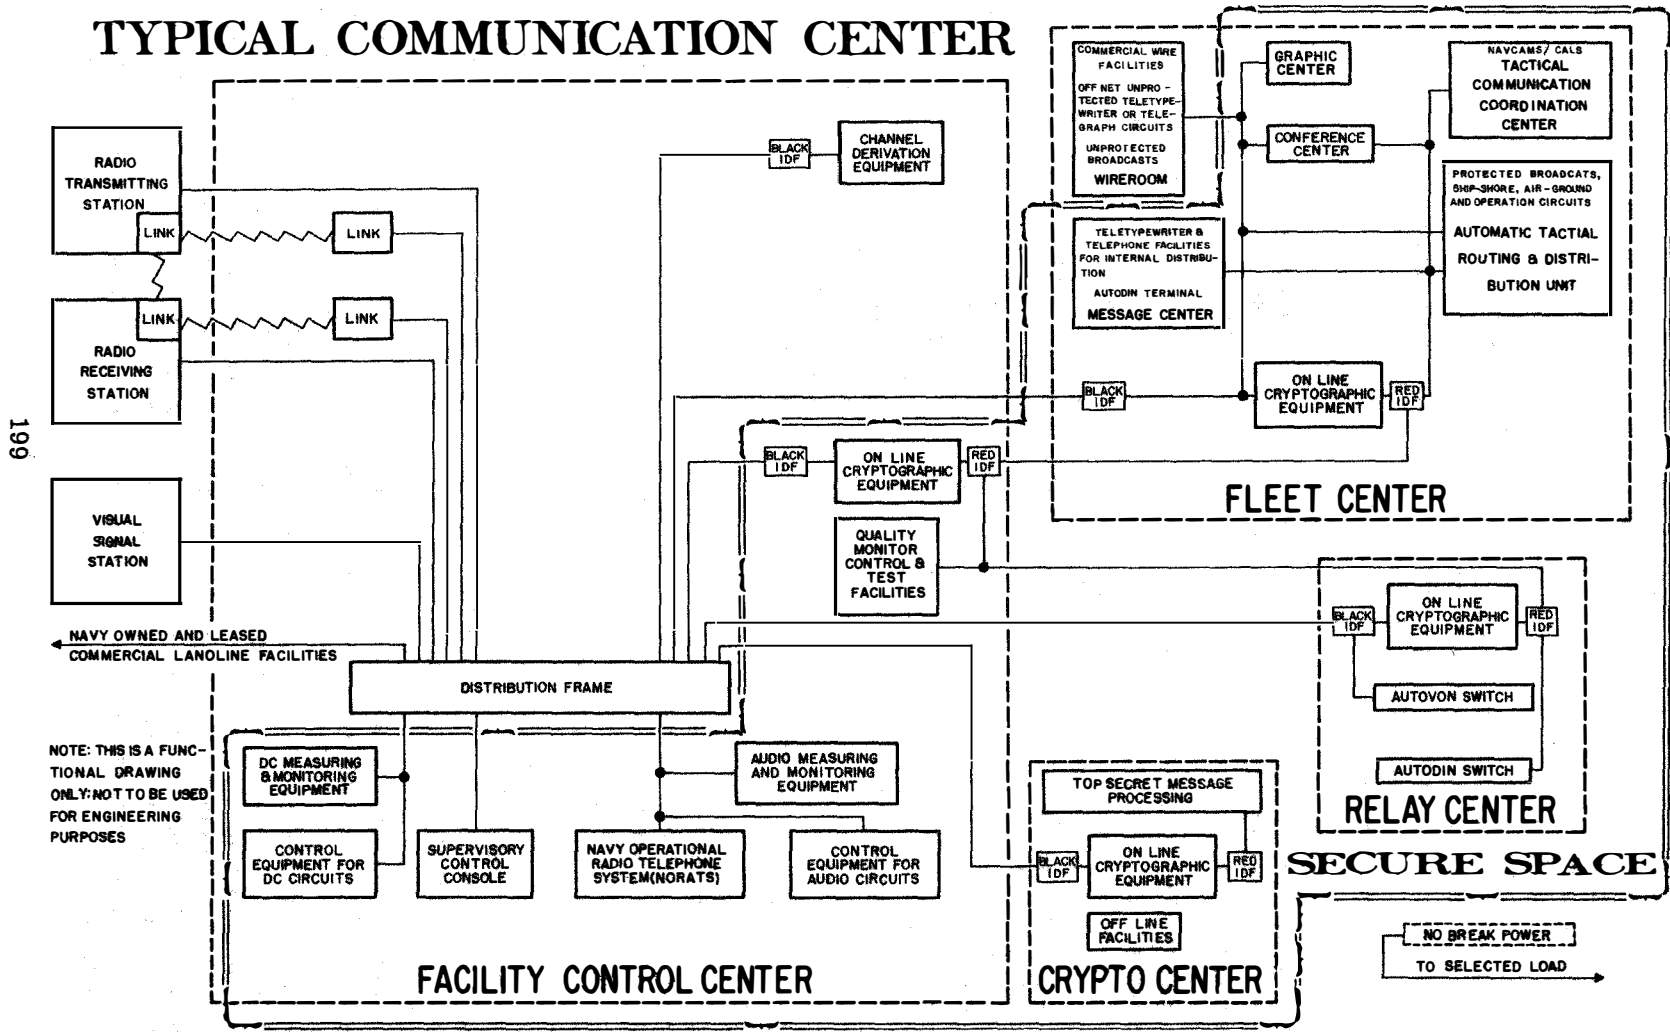 TYPICAL COMMUNICATION CENTER
RADIO
TRANSMITTING
STATION
LINK
LINK
LINK
LINK
RADIO
RECEIVING
STATION
199
VISUAL
SIGNAL
STATION
NAVY OWNED AND LEASED
COMMERCIAL LANOLINE FACILITIES
DISTRIBUTION FRAME
NOTE: THIS IS A FUNC-
TIONAL DRAWING
ONLY; NOT TO BE USED
FOR ENGINEERING
PURPOSES
BLACK
IDF
CHANNEL
DERIVATION
EQUIPMENT
BLACK
IDF
ON LINE
CRYPTOGRAPHIC
EQUIPMENT
RED
IDF
QUALITY
MONITOR
CONTROL &
TEST
FACILITIES
DC MEASURING
& MONITORING
EQUIPMENT
AUDIO MEASURING
AND MONITORING
EQUIPMENT
CONTROL
EQUIPMENT FOR
DC CIRCUITS
SUPERVISORY
CONTROL
CONSOLE
NAVY OPERATIONAL
RADIO TELEPHONE
SYSTEM(NORATS)
CONTROL
EQUIPMENT FOR
AUDIO CIRCUITS
FACILITY CONTROL CENTER
COMMERCIAL WIRE
FACILITIES
OFF NET UNPRO-
TECTED TELETYPE-
WRITER OR TELE-
GRAPH CIRCUITS
UNPROTECTED
BROADCASTS
WIREROOM
GRAPHIC
CENTER
CONFERENCE
CENTER
NAVCAMS/ CALS
TACTICAL
COMMUNICATION
COORDINATION
CENTER
TELETYPEWRITER &
TELEPHONE FACILITIES
FOR INTERNAL DISTRIBU-
TION
AUTODIN TERMINAL
MESSAGE CENTER
PROTECTED BROADCATS,
SHIP-SHORE, AIR-GROUND
AND OPERATION CIRCUITS
AUTOMATIC TACTIAL
ROUTING & DISTRI-
BUTION UNIT
BLACK
IDF
ON LINE
CRYPTOGRAPHIC
EQUIPMENT
RED
IDF
FLEET CENTER
BLACK
IDF
ON LINE
CRYPTOGRAPHIC
EQUIPMENT
RED
IDF
AUTOVON SWITCH
AUTODIN SWITCH
RELAY CENTER
TOP SECRET MESSAGE
PROCESSING
BLACK
IDF
ON LINE
CRYPTOGRAPHIC
EQUIPMENT
RED
IDF
OFF LINE
FACILITIES
CRYPTO CENTER
SECURE SPACE
NO BREAK POWER
TO SELECTED LOAD